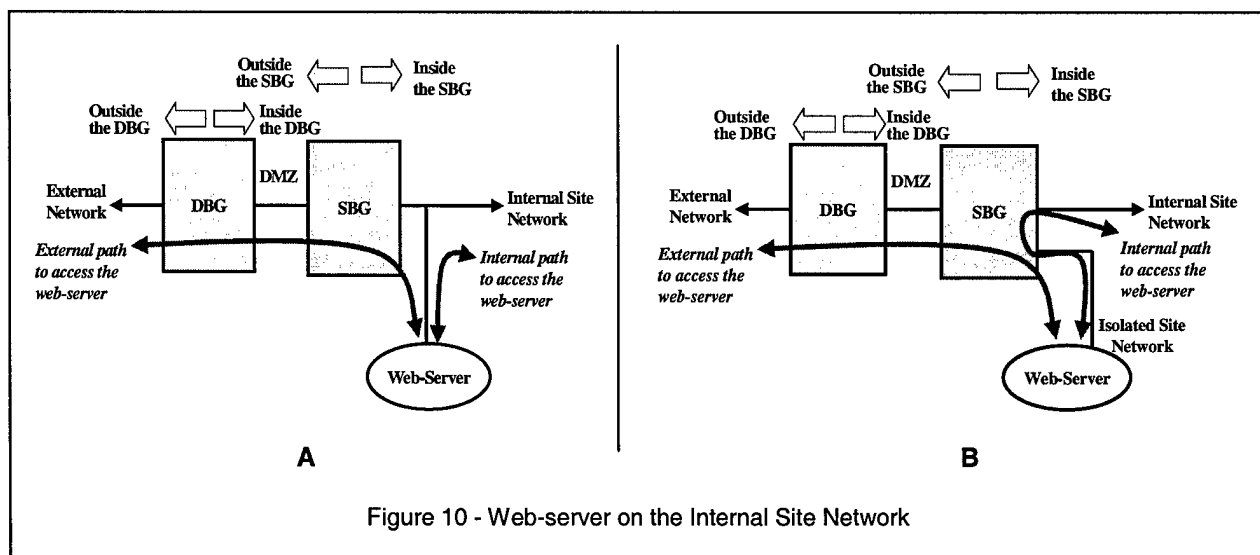 Outside
the SBG
Inside
the SBG
Outside
the DBG
Inside
the DBG
External
Network
DBG
DMZ
SBG
Internal Site
Network
External path
to access the
web-server
Internal path
to access the
web-server
Web-Server
A
Outside
the SBG
Inside
the SBG
Outside
the DBG
Inside
the DBG
External
Network
DBG
DMZ
SBG
Internal Site
Network
External path
to access the
web-server
Internal path
to access the
web-server
Isolated Site
Network
Web-Server
B
Figure 10 - Web-server on the Internal Site Network